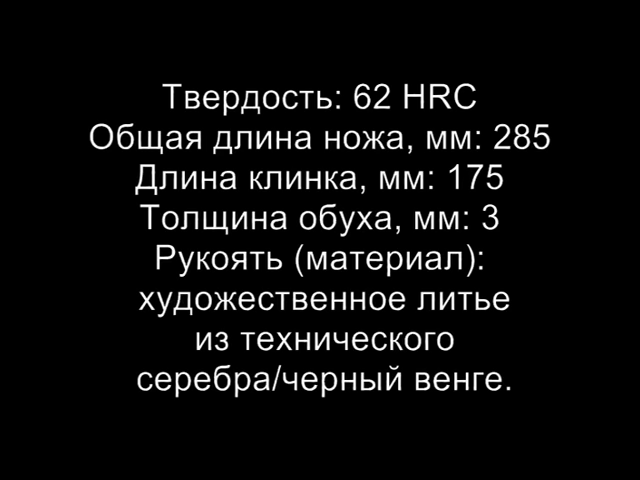 Твердость: 62 HRC
Общая длина ножа, мм: 285
Длина клинка, мм: 175
Толщина обуха, мм: 3
Рукоять (материал):
художественное литье
из технического
серебра/черный венге.